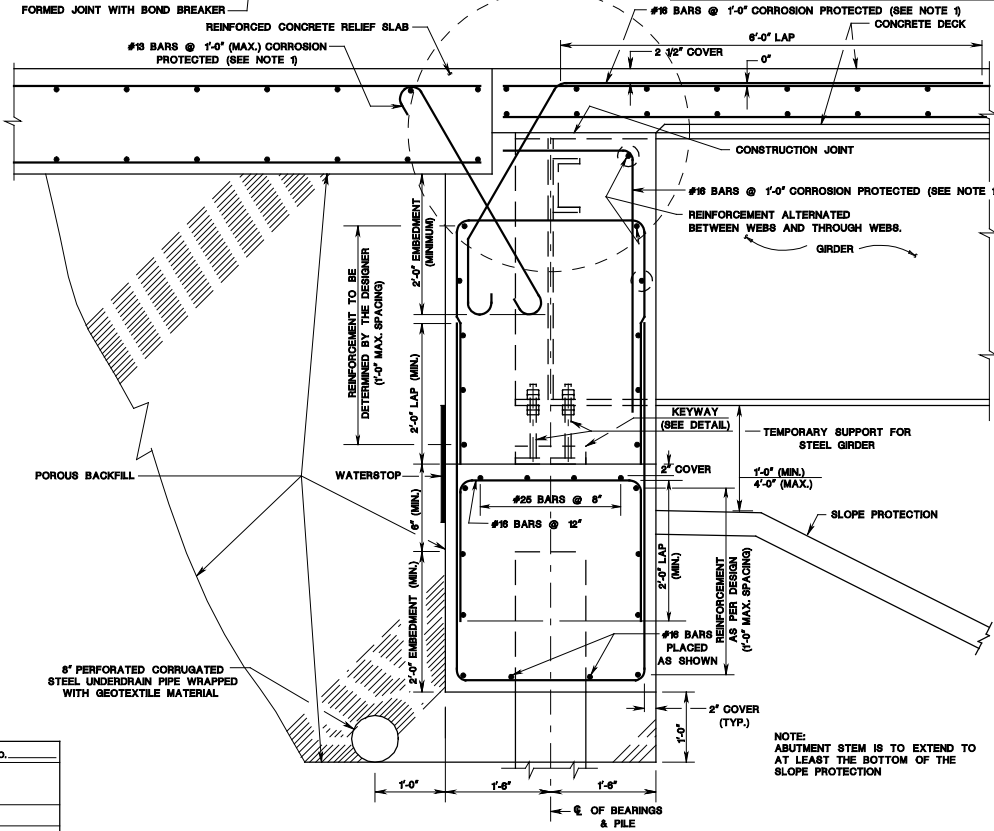 FORMED JOINT WITH BOND BREAKER
REINFORCED CONCRETE RELIEF SLAB
#13 BARS @ 1'-0" (MAX.) CORROSION
PROTECTED (SEE NOTE 1)
#16 BARS @ 1'-0" CORROSION PROTECTED (SEE NOTE 1)
CONCRETE DECK
6'-0" LAP
2 1/2" COVER
0"
CONSTRUCTION JOINT
#16 BARS @ 1'-0" CORROSION PROTECTED (SEE NOTE 1
REINFORCEMENT ALTERNATED
BETWEEN WEBS AND THROUGH WEBS.
GIRDER
2'-0" EMBEDMENT
(MINIMUM)
REINFORCEMENT TO BE
DETERMINED BY THE DESIGNER
(1'-0" MAX. SPACING)
2'-0" LAP (MIN.)
KEYWAY
(SEE DETAIL)
TEMPORARY SUPPORT FOR
STEEL GIRDER
1'-0" (MIN.)
4'-0" (MAX.)
POROUS BACKFILL
WATERSTOP
2" COVER
#25 BARS @ 8"
#16 BARS @ 12"
6" (MIN.)
SLOPE PROTECTION
2'-0" LAP
(MIN.)
REINFORCEMENT
AS PER DESIGN
(1'-0" MAX. SPACING)
2'-0" EMBEDMENT (MIN.)
#16 BARS
PLACED
AS SHOWN
8" PERFORATED CORRUGATED
STEEL UNDERDRAIN PIPE WRAPPED
WITH GEOTEXTILE MATERIAL
2" COVER
(TYP.)
1'-0"
NOTE:
ABUTMENT STEM IS TO EXTEND TO
AT LEAST THE BOTTOM OF THE
SLOPE PROTECTION
1'-0"
1'-6"
1'-6"
℄ OF BEARINGS
& PILE